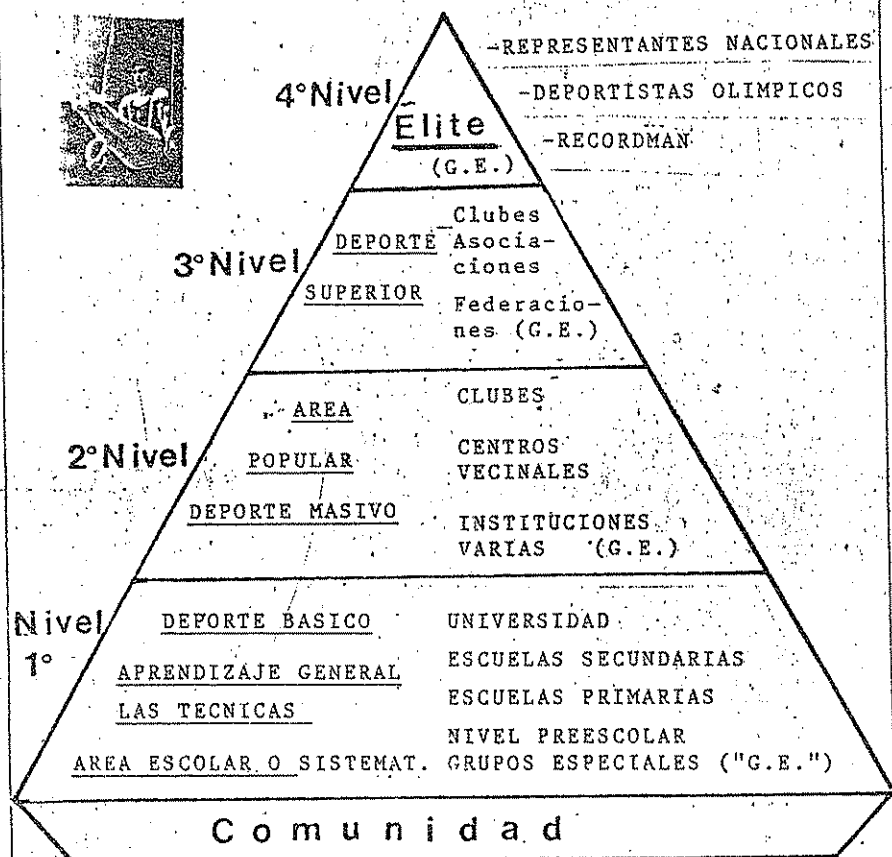 -REPRESENTANTES NACIONALES
4°Nivel
-DEPORTISTAS OLIMPICOS
Élite
-RECORDMAN
(G.E.)
3°Nivel
DEPORTE
SUPERIOR
Clubes
Asocia-
ciones
Federacio-
nes (G.E.)
2°Nivel
AREA
POPULAR
DEPORTE MASIVO
CLUBES
CENTROS
VECINALES
INSTITUCIONES
VARIAS (G.E.)
Nivel
1°
DEPORTE BASICO
APRENDIZAJE GENERAL
LAS TECNICAS
AREA ESCOLAR O SISTEMAT.
UNIVERSIDAD
ESCUELAS SECUNDARIAS
ESCUELAS PRIMARIAS
NIVEL PREESCOLAR
GRUPOS ESPECIALES ("G.E.")
Comunidad